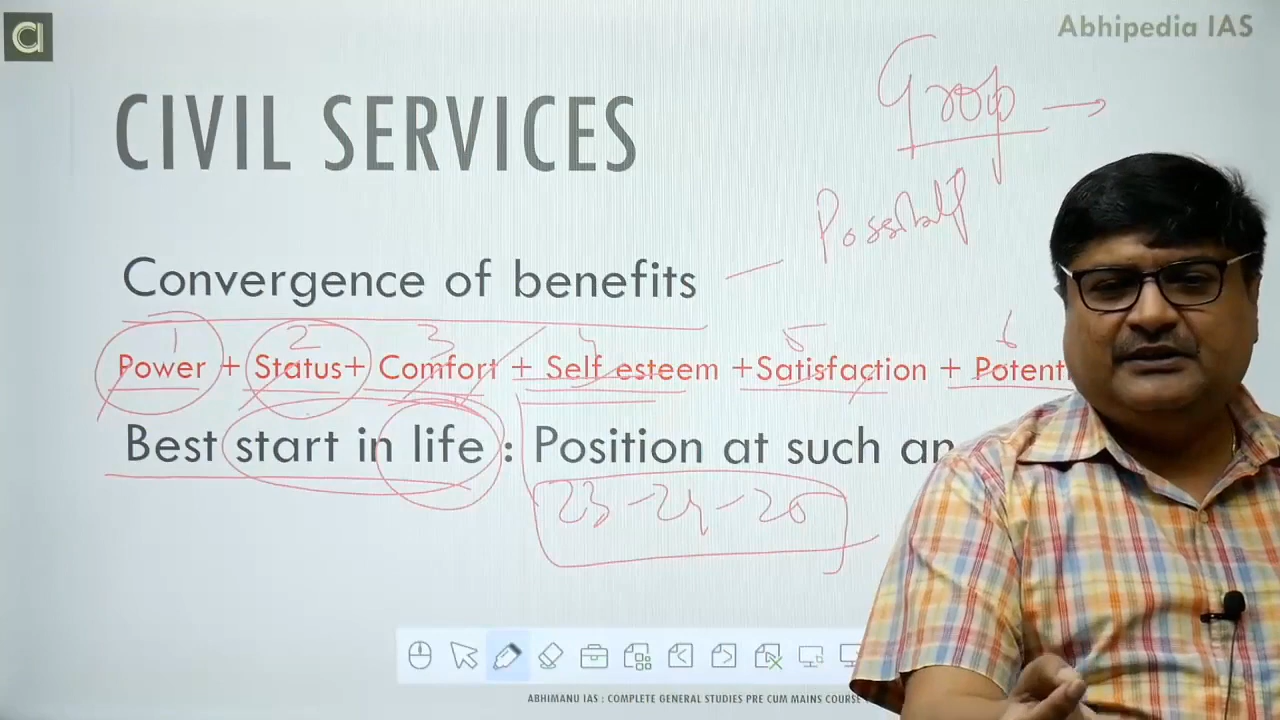 Abhipedia IAS
CIVIL SERVICES
Group
Convergence of benefits
1 2 3 4 5 6
Power + Status+ Comfort + Self esteem +Satisfaction + Potent
Best start in life : Position at such an
23-24-25
ABHIMANU IAS : COMPLETE GENERAL STUDIES PRE CUM MAINS COURSE